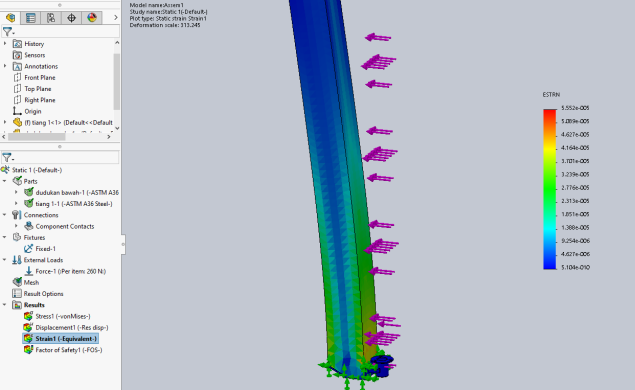 Model name:Assem1
Study name:Static 1(-Default-)
Plot type: Static strain Strain1
Deformation scale: 313.245
History
Sensors
Annotations
Front Plane
Top Plane
Right Plane
Origin
(f) tiang 1<1> (Default<<Default
Static 1 (-Default-)
Parts
dudukan bawah-1 (-ASTM A36
tiang 1-1 (-ASTM A36 Steel-)
Connections
Component Contacts
Fixtures
Fixed-1
External Loads
Force-1 (:Per item: 260 N:)
Mesh
Result Options
Results
Stress1 (-vonMises-)
Displacement1 (-Res disp-)
Strain1 (-Equivalent-)
Factor of Safety1 (-FOS-)
ESTRN
5.552e-005
5.089e-005
4.627e-005
4.164e-005
3.701e-005
3.239e-005
2.776e-005
2.313e-005
1.851e-005
1.388e-005
9.254e-006
4.627e-006
5.104e-010